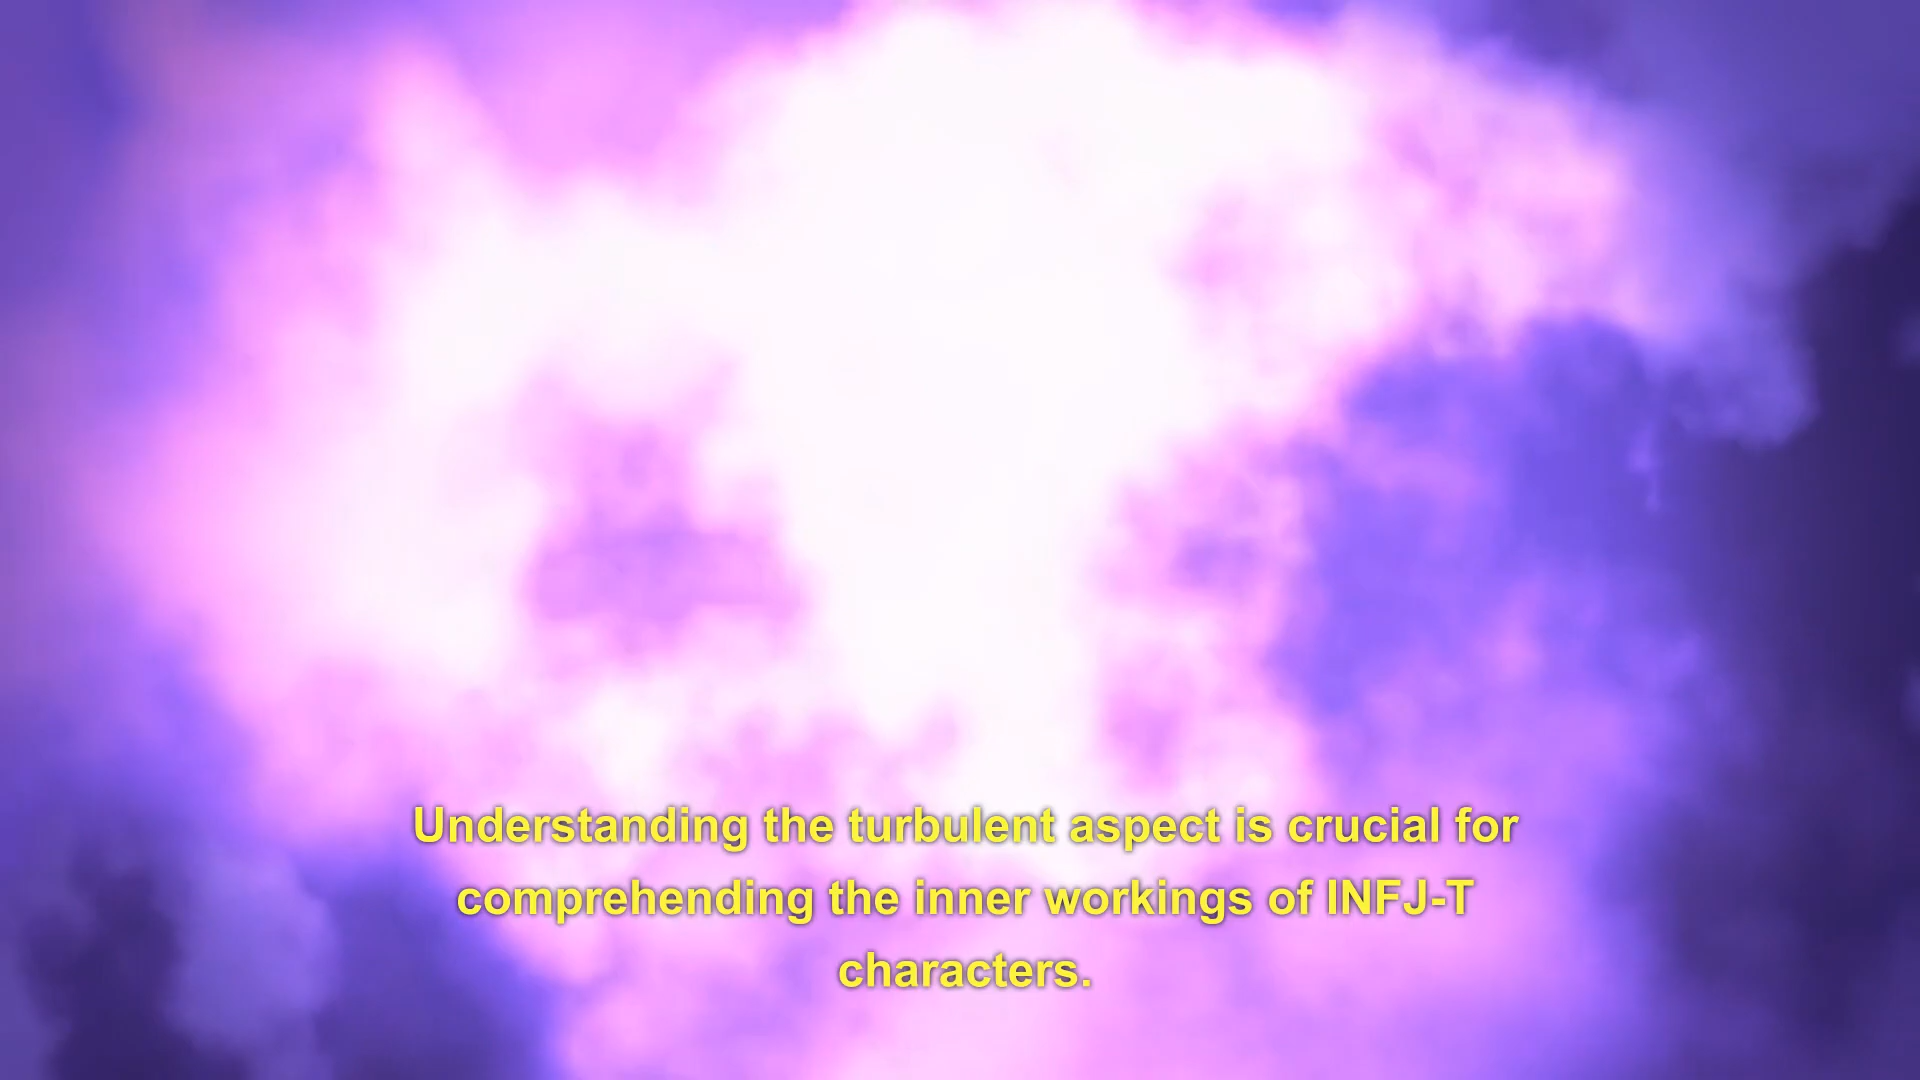 Understanding the turbulent aspect is crucial for
comprehending the inner workings of INFJ-T
characters.